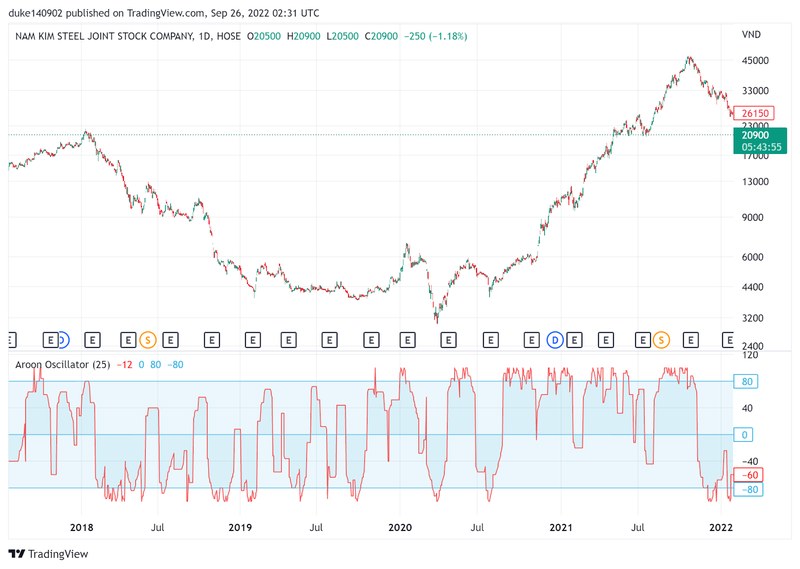 duke140902 published on TradingView.com, Sep 26, 2022 02:31 UTC
NAM KIM STEEL JOINT STOCK COMPANY, 1D, HOSE O20500 H20900 L20500 C20900 −250 (−1.18%)
VND
45000
33000
26150
23000
20900
05:43:55
17000
13000
9000
6000
4400
3200
2400
E E D E E S E E E E E E E E E E D E E E S E E
Aroon Oscillator (25) −12 0 80 −80
120
80
40
0
−40
−60
−80
2018 Jul 2019 Jul 2020 Jul 2021 Jul 2022
TradingView